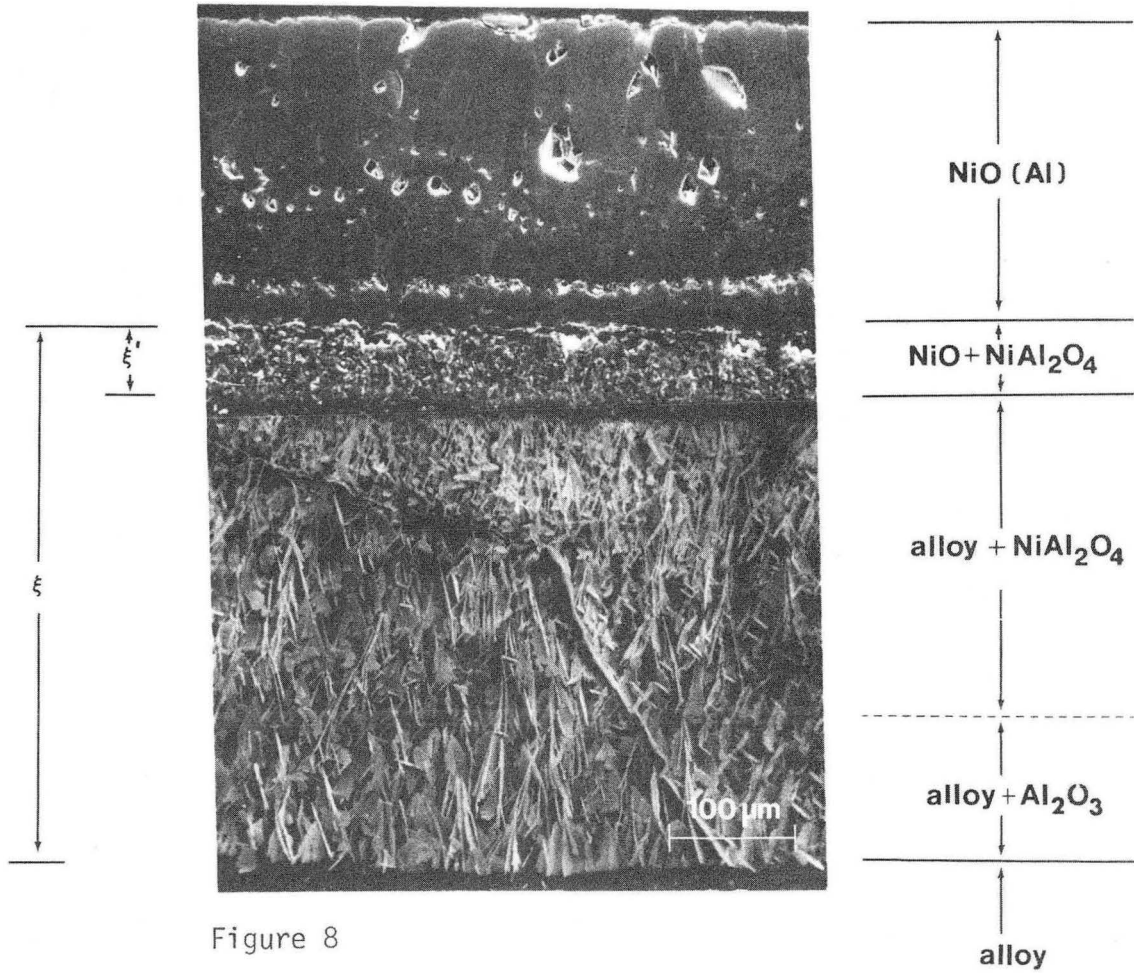 NiO (Al)
ξ'
NiO + NiAl₂O₄
ξ
alloy + NiAl₂O₄
100 µm
alloy + Al₂O₃
Figure 8
alloy